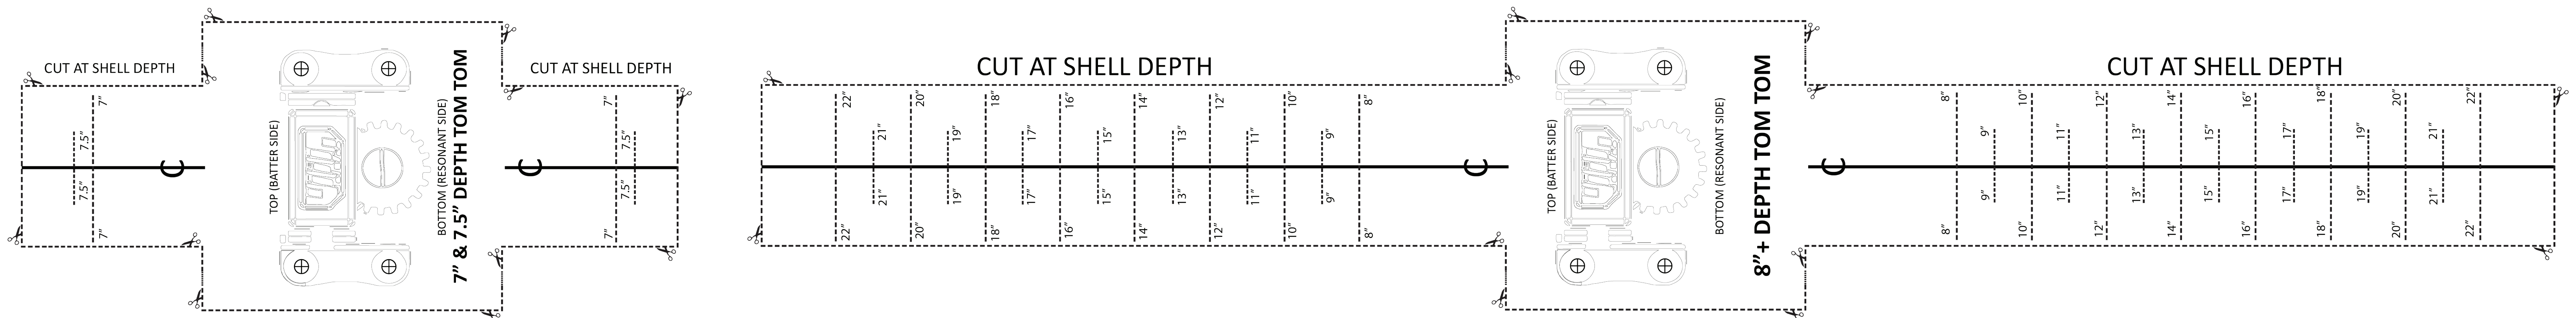 CUT AT SHELL DEPTH
7”
7.5”
7.5”
7”
C
TOP (BATTER SIDE)
BOTTOM (RESONANT SIDE)
7” & 7.5” DEPTH TOM TOM
CUT AT SHELL DEPTH
C
7”
7.5”
7.5”
7”
CUT AT SHELL DEPTH
22” 20” 18” 16” 14” 12” 10” 8”
21” 19” 17” 15” 13” 11” 9”
C
21” 19” 17” 15” 13” 11” 9”
22” 20” 18” 16” 14” 12” 10” 8”
TOP (BATTER SIDE)
BOTTOM (RESONANT SIDE)
8”+ DEPTH TOM TOM
CUT AT SHELL DEPTH
8” 10” 12” 14” 16” 18” 20” 22”
9” 11” 13” 15” 17” 19” 21”
C
9” 11” 13” 15” 17” 19” 21”
8” 10” 12” 14” 16” 18” 20” 22”